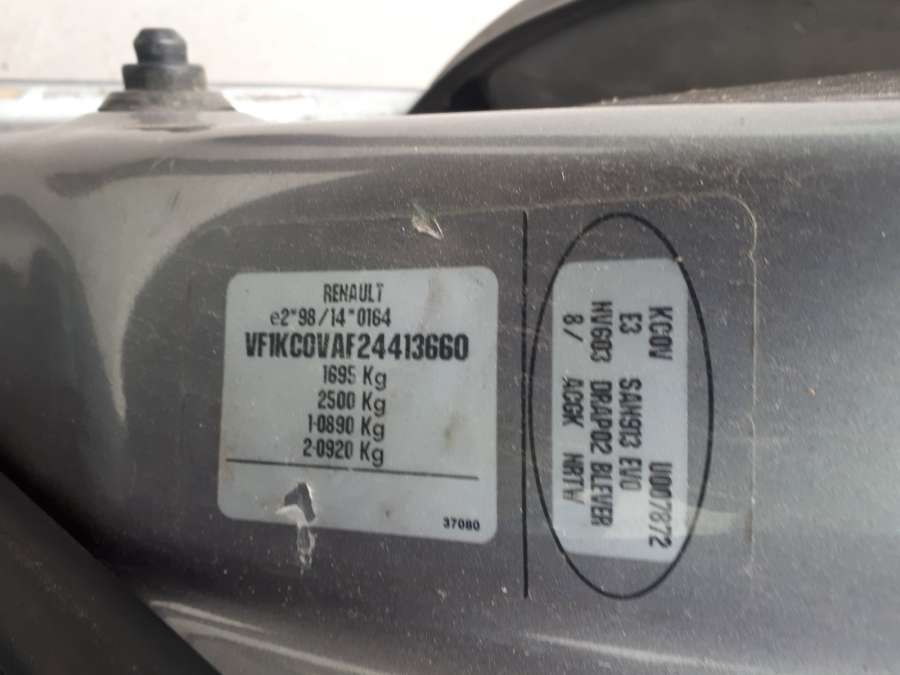 RENAULT
e2*98/14*0164
VF1KC0VAF24413660
1695 Kg
2500 Kg
1-0890 Kg
2-0920 Kg
37080
KC0V U007872
E3 SAH913 EVO
NV603 DRAP02 BLEVER
8/ ACGK NRTW